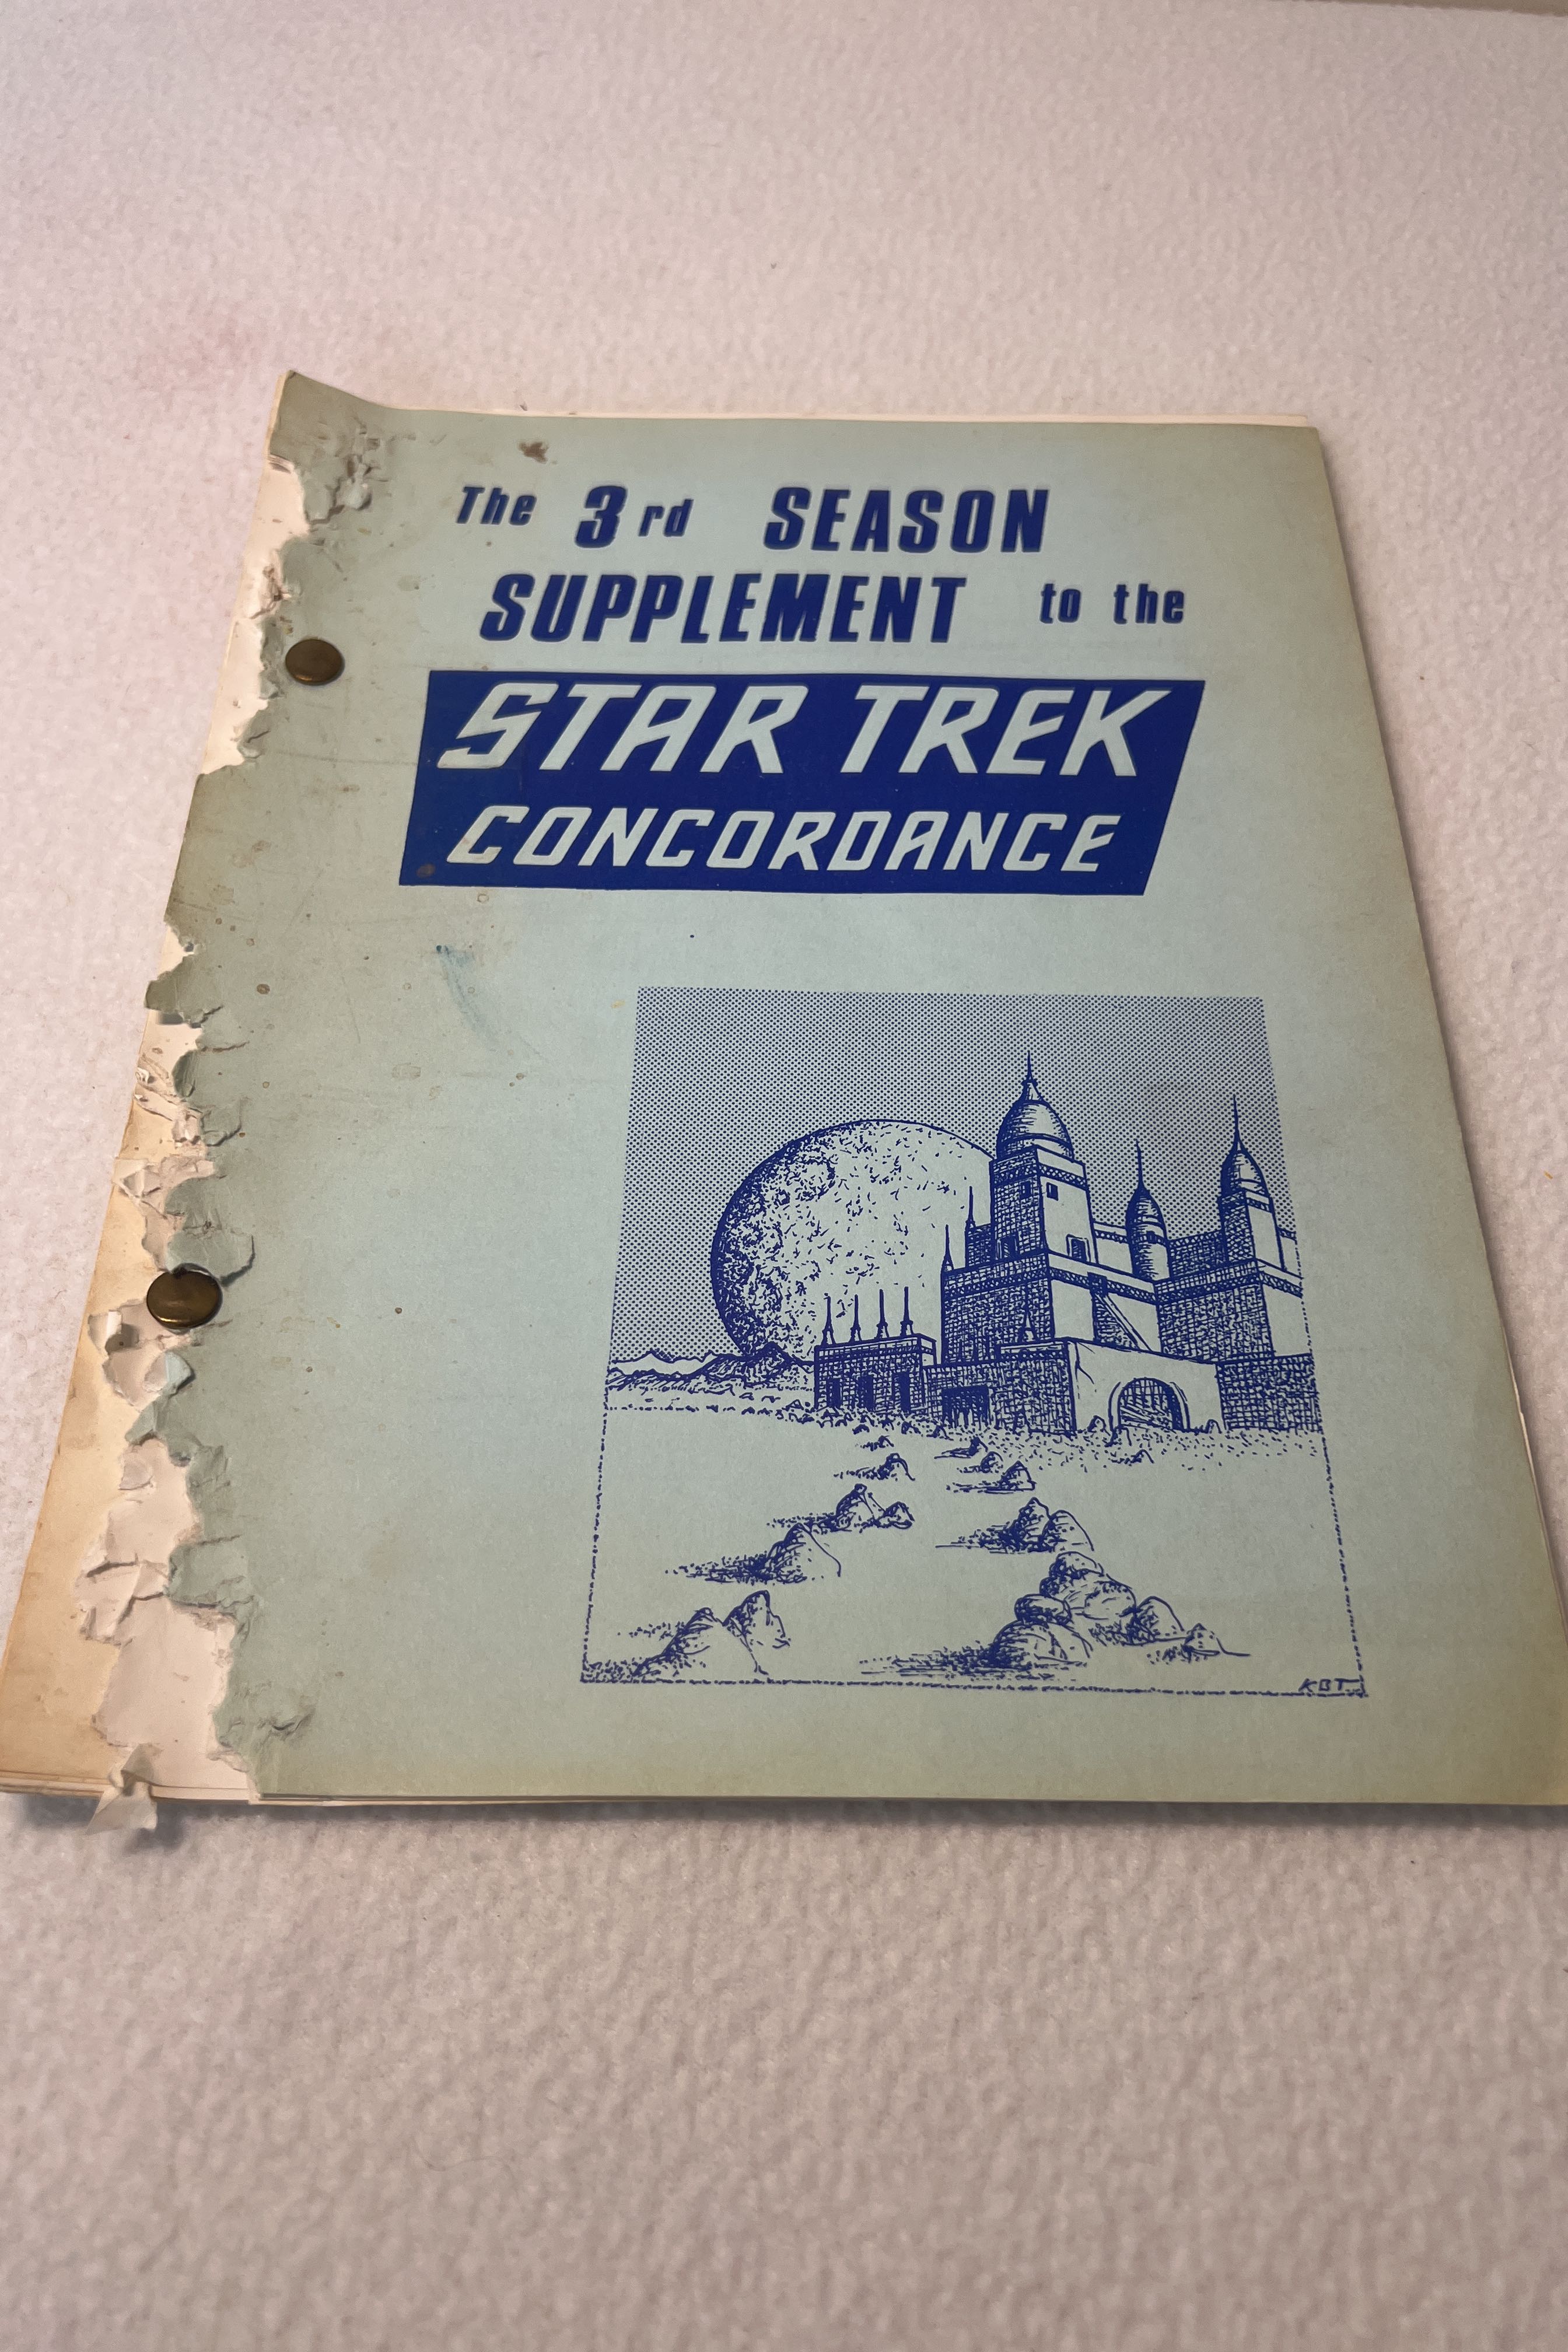 The 3rd SEASON
SUPPLEMENT to the
STAR TREK
CONCORDANCE
KBT